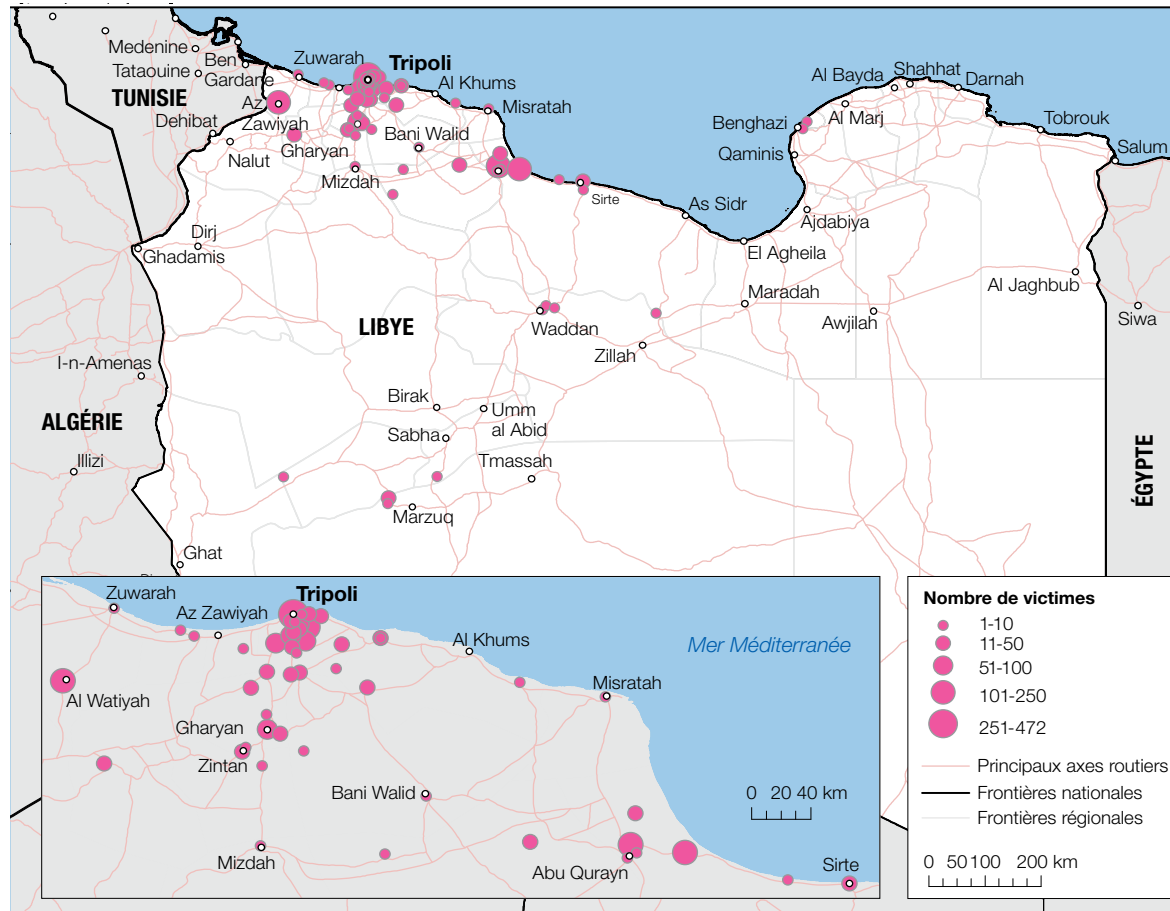 Medenine
Ben
Gardane
Tataouine
TUNISIE
Zuwarah
Tripoli
Al Khums
Misratah
Az
Zawiyah
Dehibat
Nalut
Gharyan
Bani Walid
Mizdah
Sirte
As Sidr
El Agheila
Al Bayda
Shahhat
Darnah
Al Marj
Benghazi
Qaminis
Tobrouk
Salum
Ajdabiya
Dirj
Ghadamis
LIBYE
Waddan
Zillah
Maradah
Awjilah
Al Jaghbub
Siwa
I-n-Amenas
ALGÉRIE
Illizi
Birak
Umm
al Abid
Sabha
Tmassah
Marzuq
Ghat
ÉGYPTE
Zuwarah
Tripoli
Az Zawiyah
Al Khums
Mer Méditerranée
Misratah
Al Watiyah
Gharyan
Zintan
Bani Walid
0 20 40 km
Mizdah
Abu Qurayn
Sirte
Nombre de victimes
1-10
11-50
51-100
101-250
251-472
Principaux axes routiers
Frontières nationales
Frontières régionales
0 50 100 200 km